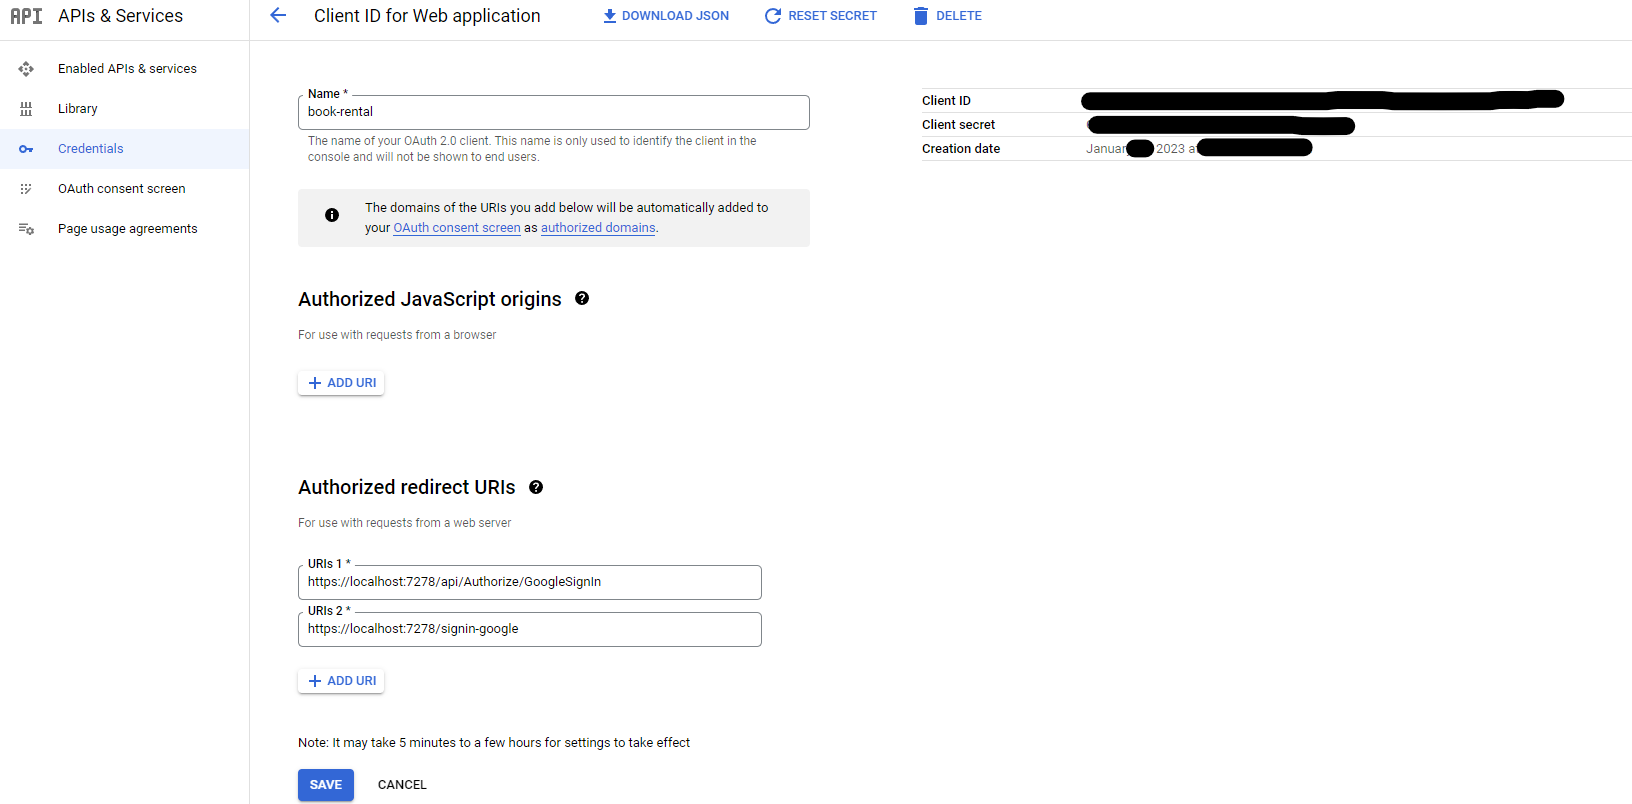 API APIs & Services
Client ID for Web application
DOWNLOAD JSON
RESET SECRET
DELETE
Enabled APIs & services
Library
Credentials
OAuth consent screen
Page usage agreements
Name *
book-rental
The name of your OAuth 2.0 client. This name is only used to identify the client in the
console and will not be shown to end users.
The domains of the URIs you add below will be automatically added to
your OAuth consent screen as authorized domains.
Authorized JavaScript origins
For use with requests from a browser
ADD URI
Authorized redirect URIs
For use with requests from a web server
URIs 1 *
https://localhost:7278/api/Authorize/GoogleSignIn
URIs 2 *
https://localhost:7278/signin-google
ADD URI
Note: It may take 5 minutes to a few hours for settings to take effect
SAVE
CANCEL
Client ID
Client secret
Creation date
Januar 2023 a